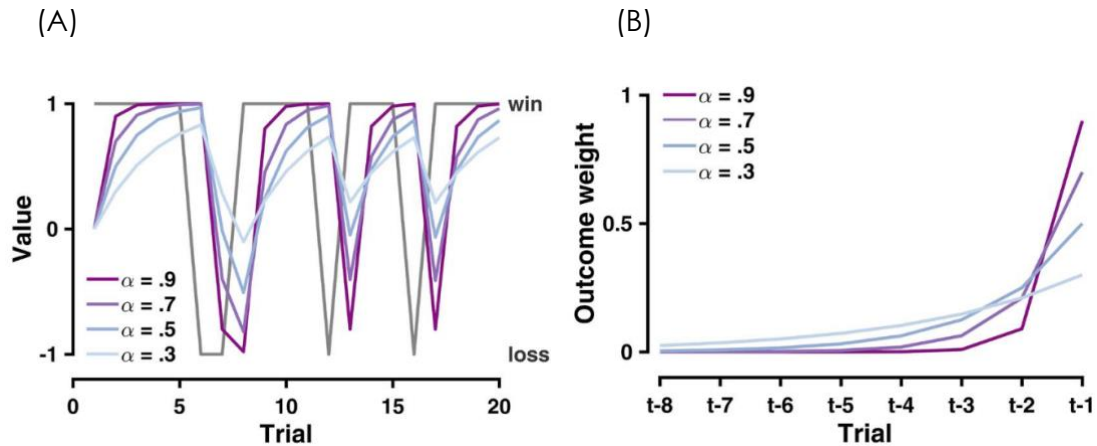 (A)
(B)
Value
1
0
-1
win
loss
α = .9
α = .7
α = .5
α = .3
0
5
10
15
20
Trial
Outcome weight
1
0.5
0
α = .9
α = .7
α = .5
α = .3
t-8
t-7
t-6
t-5
t-4
t-3
t-2
t-1
Trial